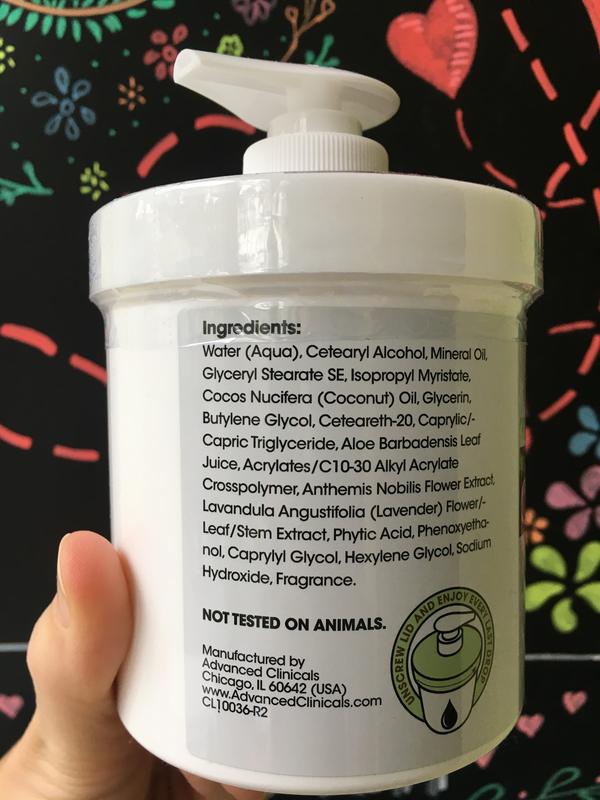 Ingredients:
Water (Aqua), Cetearyl Alcohol, Mineral Oil,
Glyceryl Stearate SE, Isopropyl Myristate,
Cocos Nucifera (Coconut) Oil, Glycerin,
Butylene Glycol, Ceteareth-20, Caprylic/-
Capric Triglyceride, Aloe Barbadensis Leaf
Juice, Acrylates/C10-30 Alkyl Acrylate
Crosspolymer, Anthemis Nobilis Flower Extract,
Lavandula Angustifolia (Lavender) Flower/-
Leaf/Stem Extract, Phytic Acid, Phenoxyetha-
nol, Caprylyl Glycol, Hexylene Glycol, Sodium
Hydroxide, Fragrance.
NOT TESTED ON ANIMALS.
Manufactured by
Advanced Clinicals
Chicago, IL 60642 (USA)
www.AdvancedClinicals.com
CL10036-R2
UNSCREW LID AND ENJOY EVERY LAST DROP